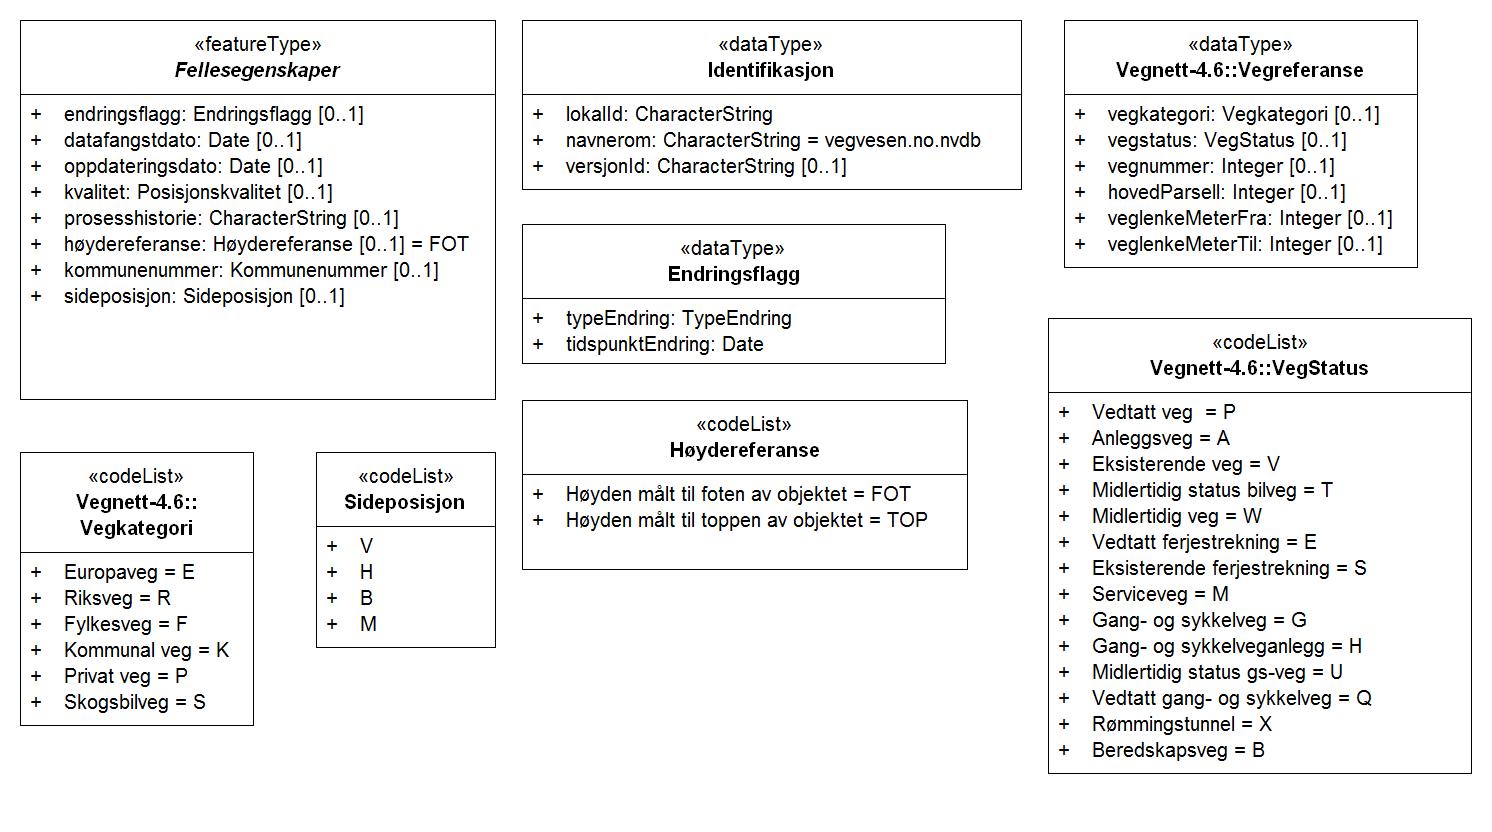 «featureType»
Fellesegenskaper
+ endringsflagg: Endringsflagg [0..1]
+ datafangstdato: Date [0..1]
+ oppdateringsdato: Date [0..1]
+ kvalitet: Posisjonskvalitet [0..1]
+ prosesshistorie: CharacterString [0..1]
+ høydereferanse: Høydereferanse [0..1] = FOT
+ kommunenummer: Kommunenummer [0..1]
+ sideposisjon: Sideposisjon [0..1]
«dataType»
Identifikasjon
+ lokalId: CharacterString
+ navnerom: CharacterString = vegvesen.no.nvdb
+ versjonId: CharacterString [0..1]
«dataType»
Vegnett-4.6::Vegreferanse
+ vegkategori: Vegkategori [0..1]
+ vegstatus: VegStatus [0..1]
+ vegnummer: Integer [0..1]
+ hovedParsell: Integer [0..1]
+ veglenkeMeterFra: Integer [0..1]
+ veglenkeMeterTil: Integer [0..1]
«dataType»
Endringsflagg
+ typeEndring: TypeEndring
+ tidspunktEndring: Date
«codeList»
Høydereferanse
+ Høyden målt til foten av objektet = FOT
+ Høyden målt til toppen av objektet = TOP
«codeList»
Vegnett-4.6::VegStatus
+ Vedtatt veg  = P
+ Anleggsveg = A
+ Eksisterende veg = V
+ Midlertidig status bilveg = T
+ Midlertidig veg = W
+ Vedtatt ferjestrekning = E
+ Eksisterende ferjestrekning = S
+ Serviceveg = M
+ Gang- og sykkelveg = G
+ Gang- og sykkelveganlegg = H
+ Midlertidig status gs-veg = U
+ Vedtatt gang- og sykkelveg = Q
+ Rømmingstunnel = X
+ Beredskapsveg = B
«codeList»
Vegnett-4.6::
Vegkategori
+ Europaveg = E
+ Riksveg = R
+ Fylkesveg = F
+ Kommunal veg = K
+ Privat veg = P
+ Skogsbilveg = S
«codeList»
Sideposisjon
+ V
+ H
+ B
+ M